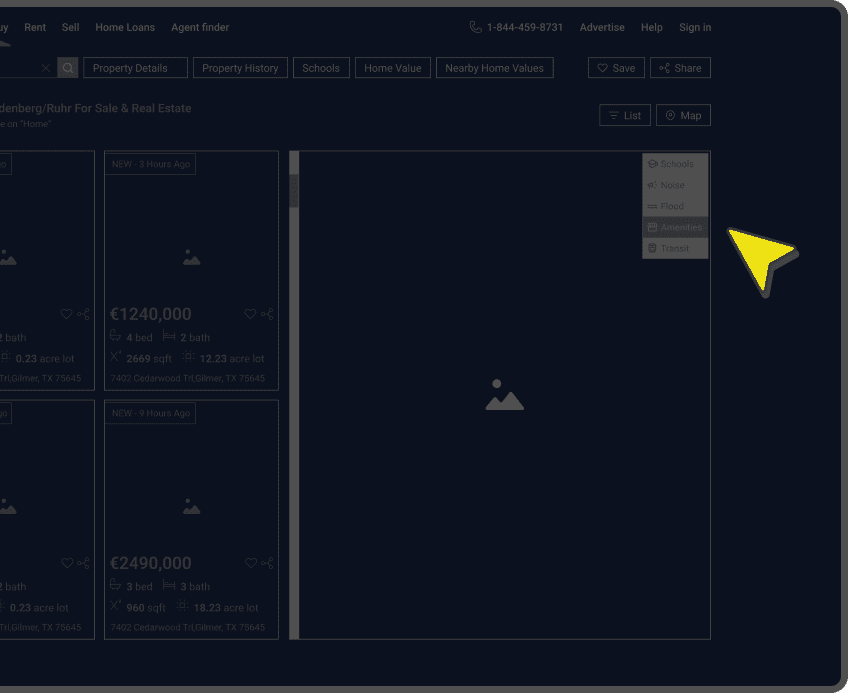 Rent Sell Home Loans Agent finder 1-844-459-8731 Advertise Help Sign in
Property Details Property History Schools Home Value Nearby Home Values Save Share
denberg/Ruhr For Sale & Real Estate
e on "Home"
List Map
NEW - 3 Hours Ago
€1240,000
bath
4 bed 2 bath
0.23 acre lot
2669 sqft 12.23 acre lot
Trl,Gilmer, TX 75645
7402 Cedarwood Trl,Gilmer, TX 75645
NEW - 9 Hours Ago
€2490,000
bath
3 bed 3 bath
0.23 acre lot
960 sqft 18.23 acre lot
Trl,Gilmer, TX 75645
7402 Cedarwood Trl,Gilmer, TX 75645
Schools
Noise
Flood
Amenities
Transit